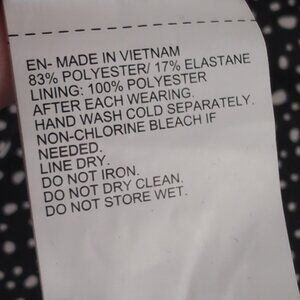 EN- MADE IN VIETNAM
83% POLYESTER/ 17% ELASTANE
LINING: 100% POLYESTER
AFTER EACH WEARING.
HAND WASH COLD SEPARATELY.
NON-CHLORINE BLEACH IF
NEEDED.
LINE DRY.
DO NOT IRON.
DO NOT DRY CLEAN.
DO NOT STORE WET.